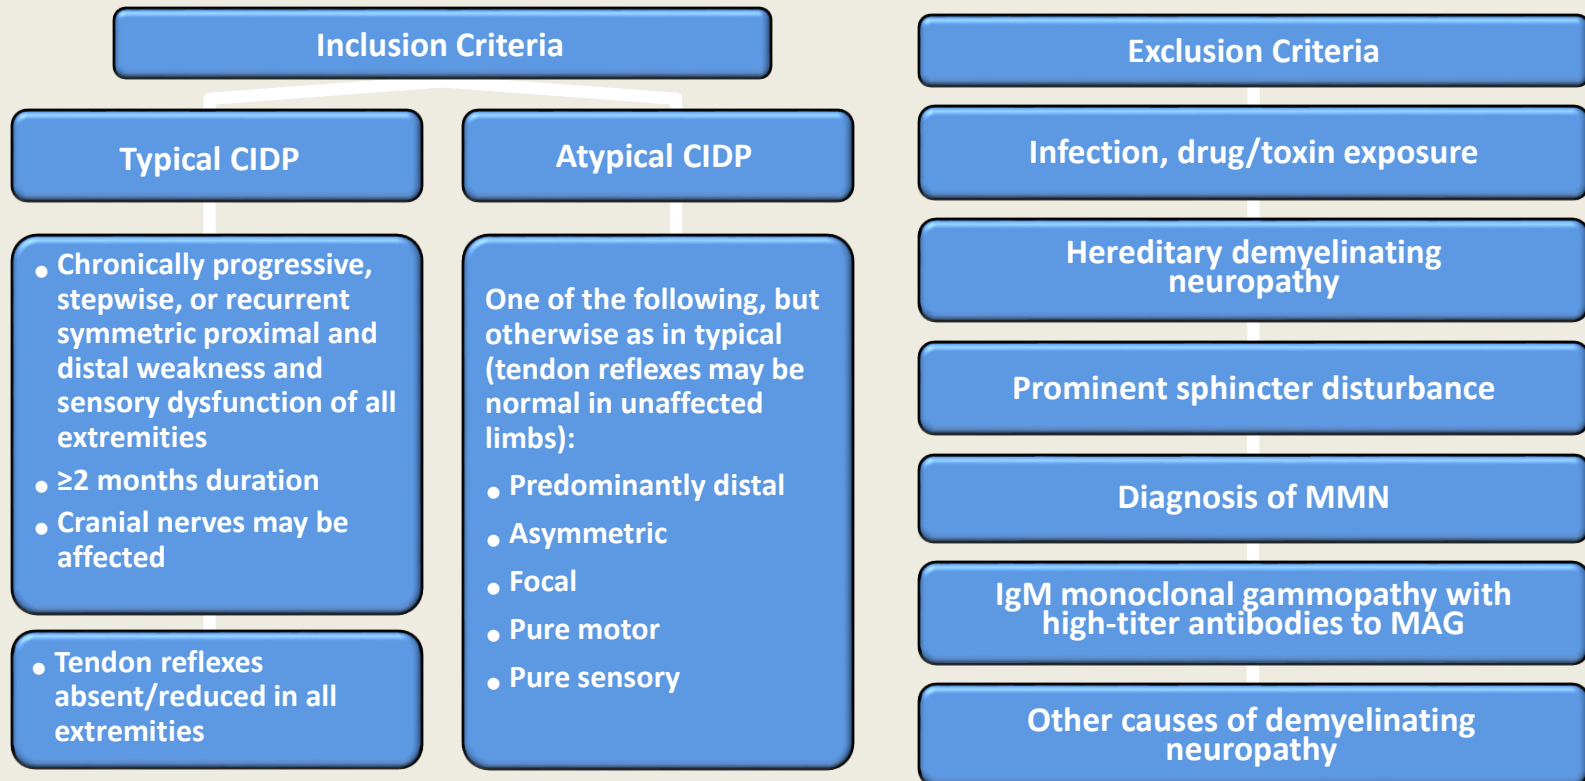 Inclusion Criteria
Typical CIDP
• Chronically progressive,
stepwise, or recurrent
symmetric proximal and
distal weakness and
sensory dysfunction of all
extremities
• ≥2 months duration
• Cranial nerves may be
affected
• Tendon reflexes
absent/reduced in all
extremities
Atypical CIDP
One of the following, but
otherwise as in typical
(tendon reflexes may be
normal in unaffected
limbs):
• Predominantly distal
• Asymmetric
• Focal
• Pure motor
• Pure sensory
Exclusion Criteria
Infection, drug/toxin exposure
Hereditary demyelinating
neuropathy
Prominent sphincter disturbance
Diagnosis of MMN
IgM monoclonal gammopathy with
high-titer antibodies to MAG
Other causes of demyelinating
neuropathy